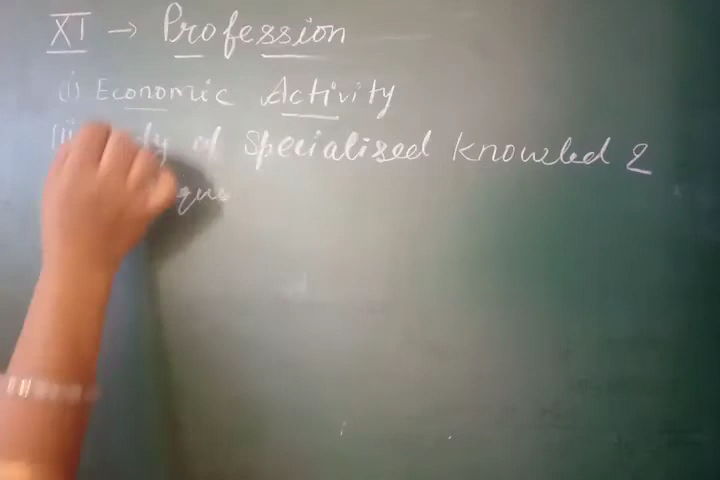 XI → Profession
(i) Economic Activity
of Specialised Knowled &